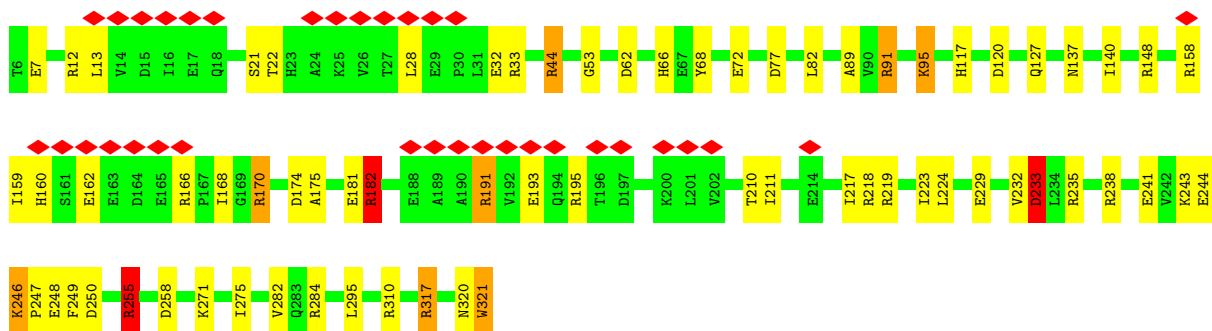 T6 E7 R12 L13 V14 D15 I16 E17 Q18 S21 T22 H23 A24 K25 V26 T27 L28 E29 P30 L31 E32 R33 R44 G53 D62 H66 E67 Y68 E72 D77 L82 A89 V90 R91 K95 H117 D120 Q127 N137 I140 R148 R158
I159 H160 S161 E162 E163 D164 E165 R166 P167 I168 G169 R170 D174 A175 E181 R182 E188 A189 A190 R191 V192 E193 Q194 R195 T196 D197 K200 L201 V202 T210 I211 E214 I217 R218 R219 I223 L224 E229 V232 D233 L234 R235 R238 E241 V242 K243 E244
K246 P247 E248 F249 D250 R255 D258 K271 I275 V282 Q283 R284 L295 R310 R317 N320 W321